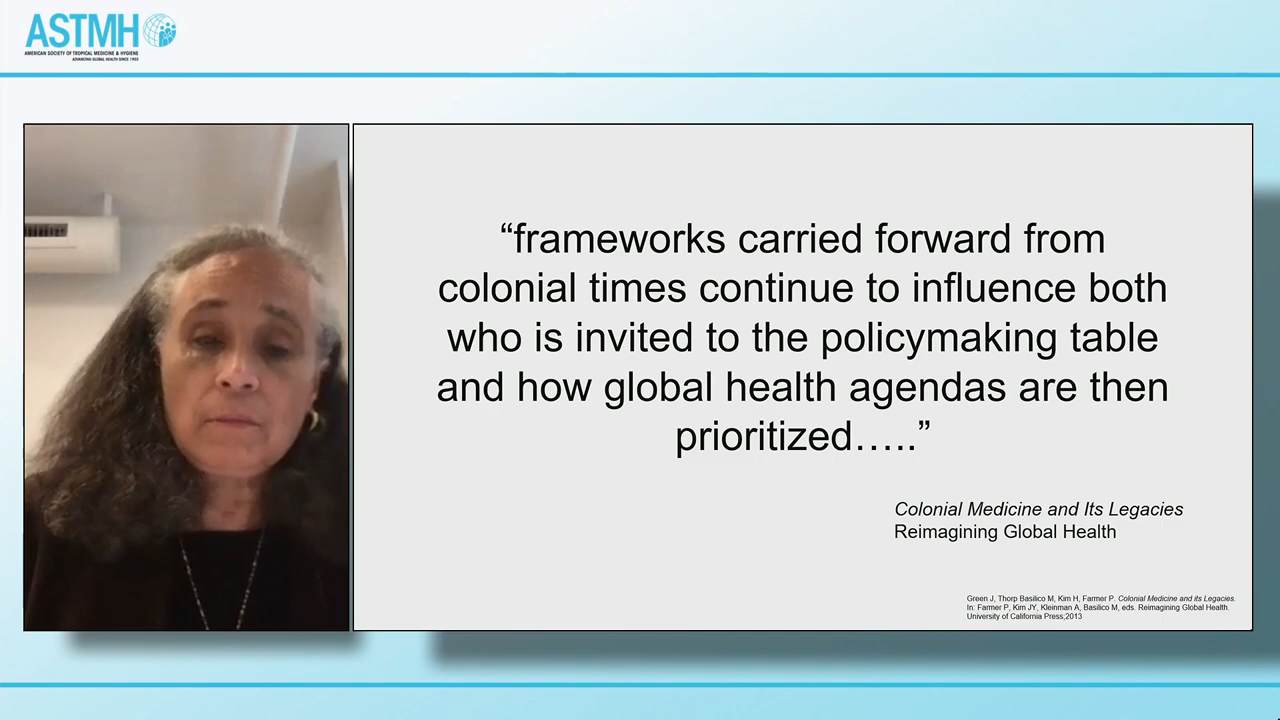 ASTMH
AMERICAN SOCIETY OF TROPICAL MEDICINE & HYGIENE
ADVANCING GLOBAL HEALTH SINCE 1903
“frameworks carried forward from
colonial times continue to influence both
who is invited to the policymaking table
and how global health agendas are then
prioritized…..”
Colonial Medicine and Its Legacies
Reimagining Global Health
Green J, Thorp Basilico M, Kim H, Farmer P. Colonial Medicine and its Legacies.
In: Farmer P, Kim JY, Kleinman A, Basilico M, eds. Reimagining Global Health.
University of California Press;2013